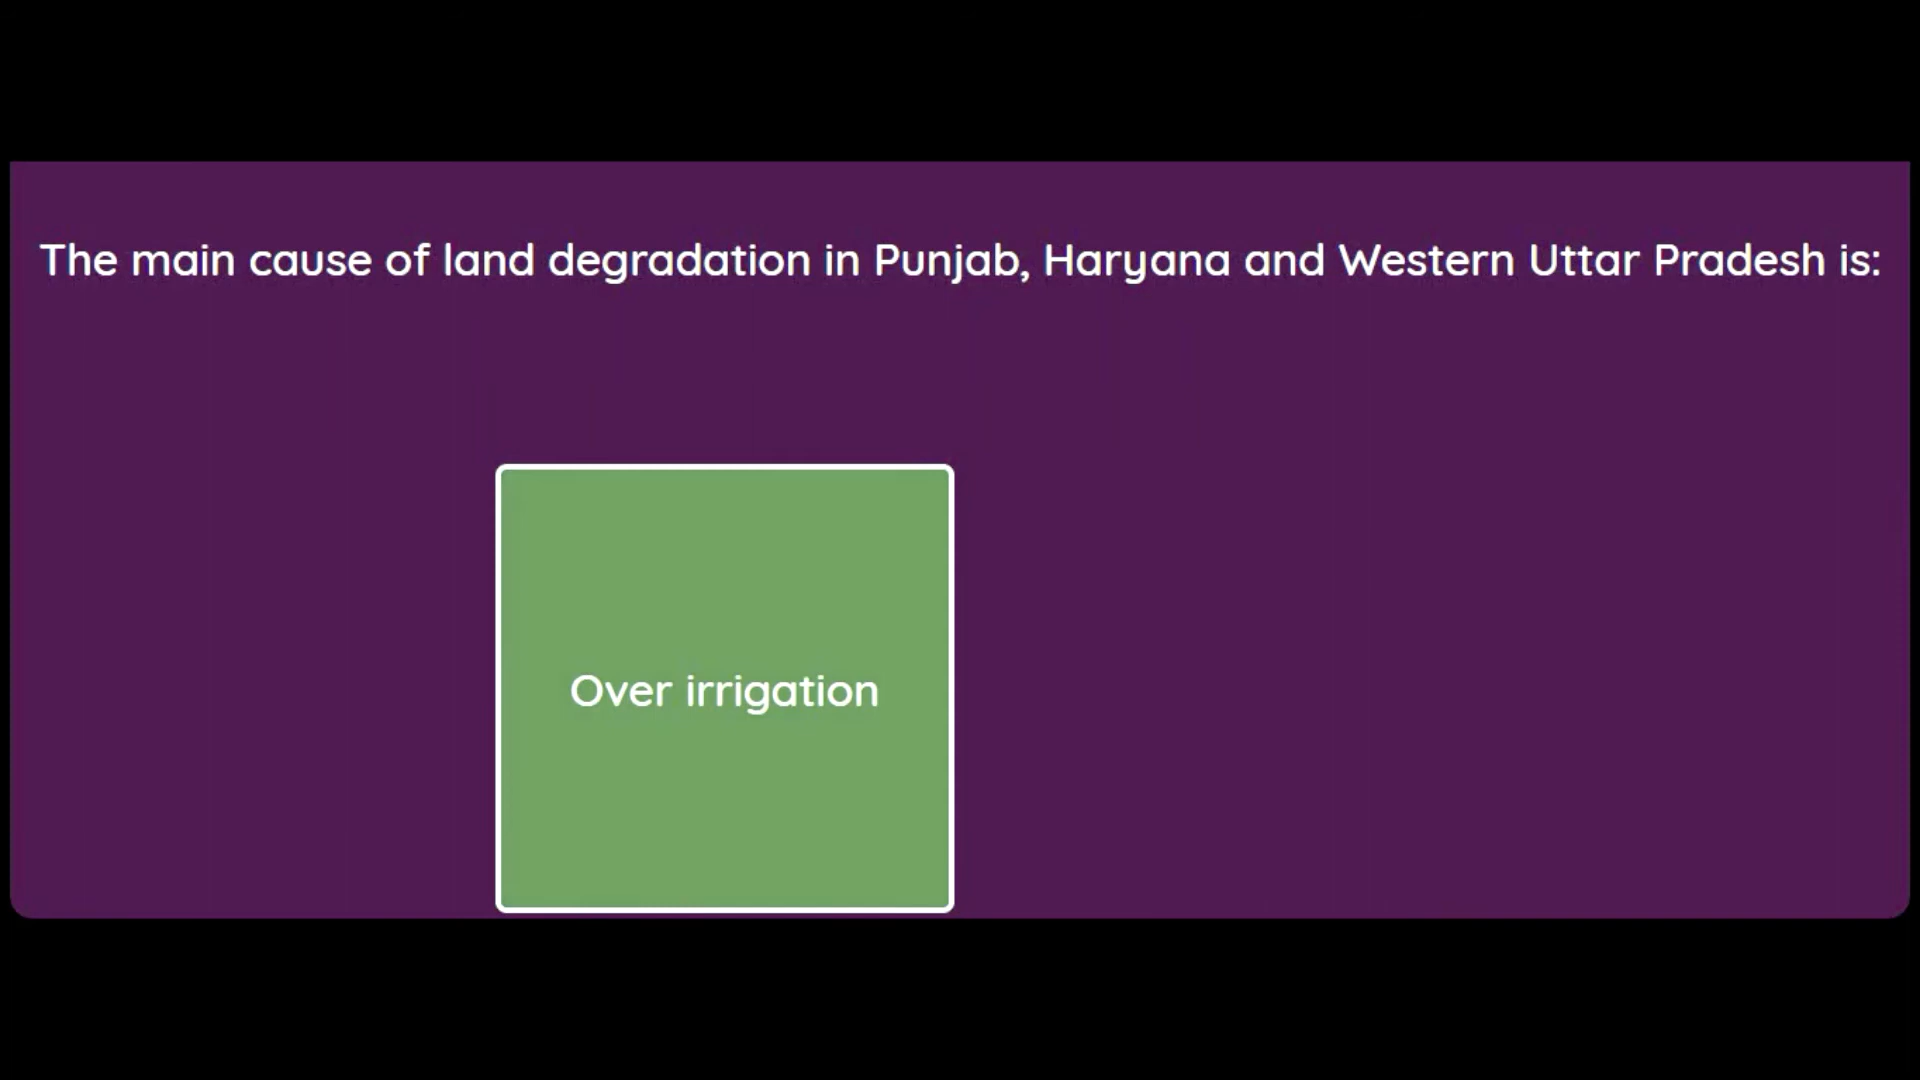 The main cause of land degradation in Punjab, Haryana and Western Uttar Pradesh is:
Over irrigation